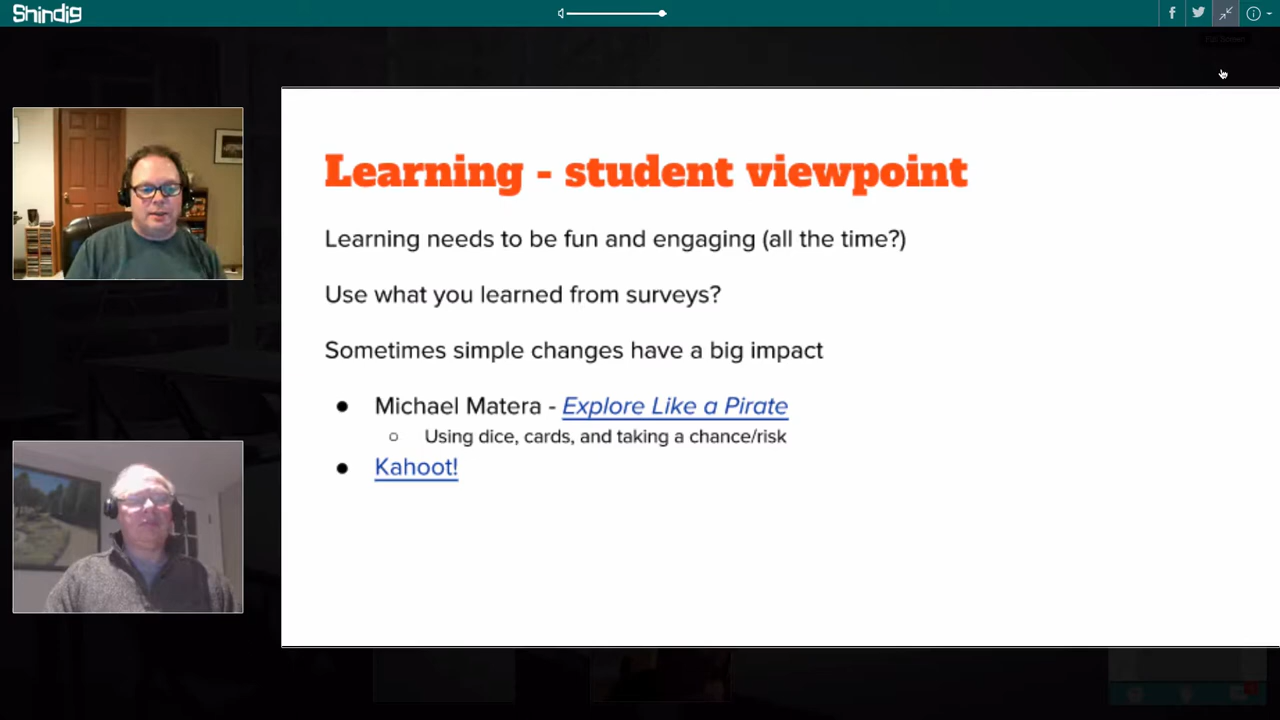 Shindig
Learning - student viewpoint
Learning needs to be fun and engaging (all the time?)
Use what you learned from surveys?
Sometimes simple changes have a big impact
Michael Matera - Explore Like a Pirate
Using dice, cards, and taking a chance/risk
Kahoot!